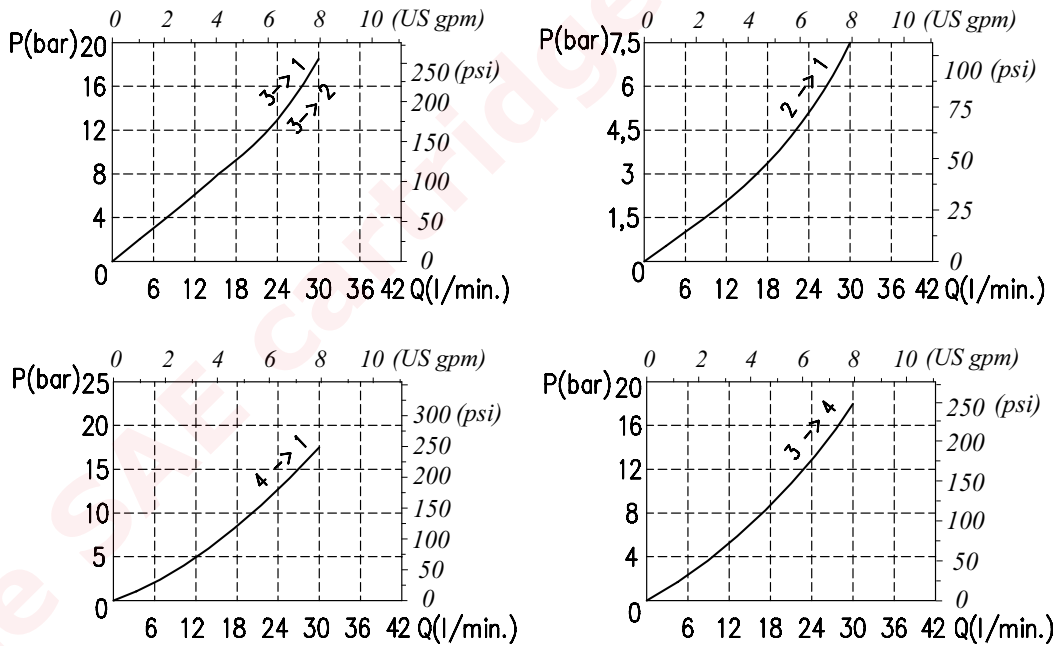 0 2 4 6 8 10 (US gpm)
P(bar) 20
16
12
8
4
0
250 (psi)
200
150
100
50
0
3->1
3->2
6 12 18 24 30 36 42 Q(l/min.)
0 2 4 6 8 10 (US gpm)
P(bar) 7,5
6
4,5
3
1,5
0
100 (psi)
75
50
25
0
2->1
6 12 18 24 30 36 42 Q(l/min.)
0 2 4 6 8 10 (US gpm)
P(bar) 25
20
15
10
5
0
300 (psi)
250
200
150
100
50
0
4->1
6 12 18 24 30 36 42 Q(l/min.)
0 2 4 6 8 10 (US gpm)
P(bar) 20
16
12
8
4
0
250 (psi)
200
150
100
50
0
3->4
6 12 18 24 30 36 42 Q(l/min.)
SAE cartridge